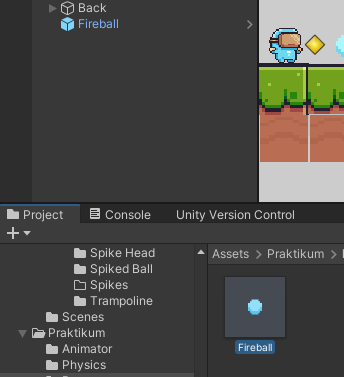 Back
Fireball
Project
Console
Unity Version Control
Spike Head
Spiked Ball
Spikes
Trampoline
Scenes
Praktikum
Animator
Physics
Assets > Praktikum >
Fireball